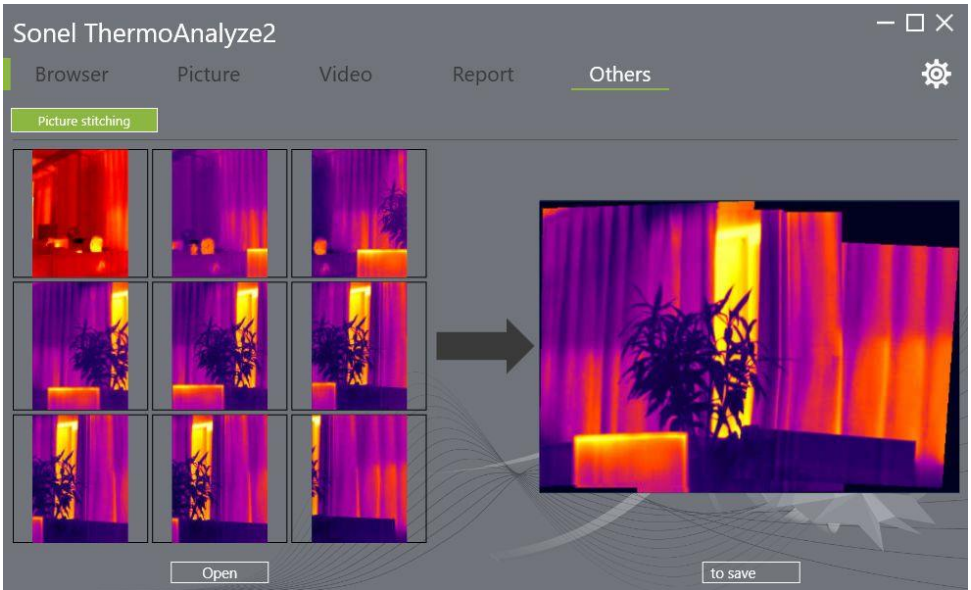 Sonel ThermoAnalyze2
Browser Picture Video Report Others
Picture stitching
Open to save